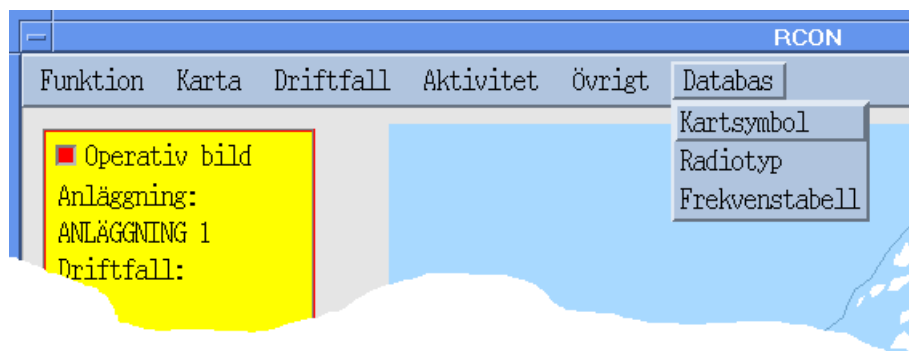 RCON
Funktion Karta Driftfall Aktivitet Övrigt Databas
Kartsymbol
Radiotyp
Frekvenstabell
Operativ bild
Anläggning:
ANLÄGGNING 1
Driftfall: